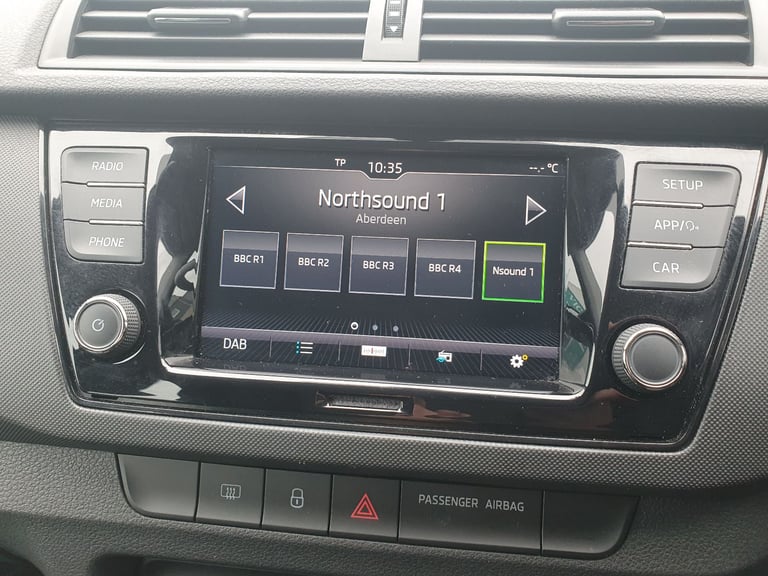 TP 10:35 --.- °C
RADIO
MEDIA
PHONE
Northsound 1
Aberdeen
BBC R1 BBC R2 BBC R3 BBC R4 Nsound 1
DAB
SETUP
APP/
CAR
PASSENGER AIRBAG